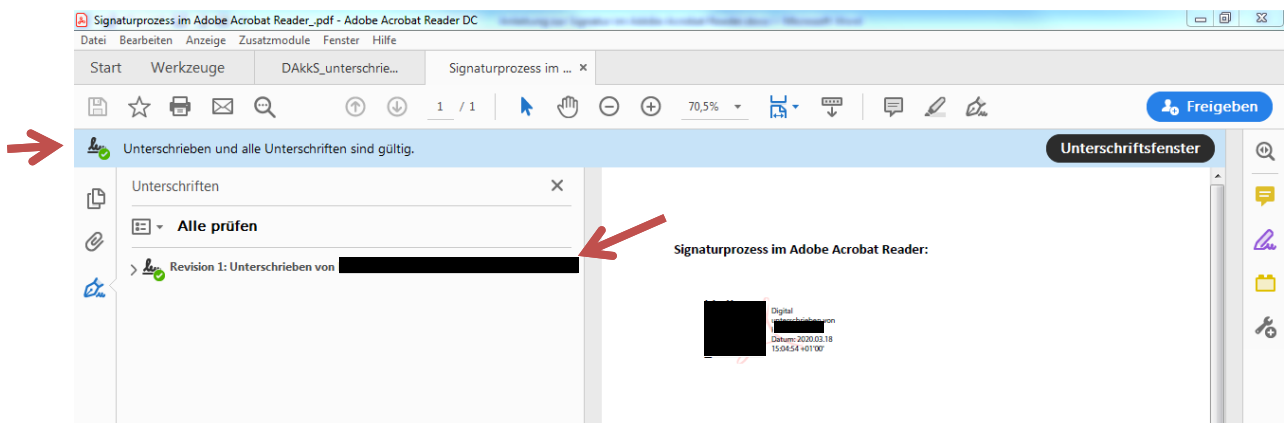 Signaturprozess im Adobe Acrobat Reader_.pdf - Adobe Acrobat Reader DC
Datei Bearbeiten Anzeige Zusatzmodule Fenster Hilfe
Start Werkzeuge DAkkS_unterschrie... Signaturprozess im ... ×
1 / 1 70,5% Freigeben
Unterschrieben und alle Unterschriften sind gültig. Unterschriftsfenster
Unterschriften
Alle prüfen
Revision 1: Unterschrieben von
Signaturprozess im Adobe Acrobat Reader:
Digital
unterschrieben von
Datum: 2020.03.18
15:04:54 +01'00'